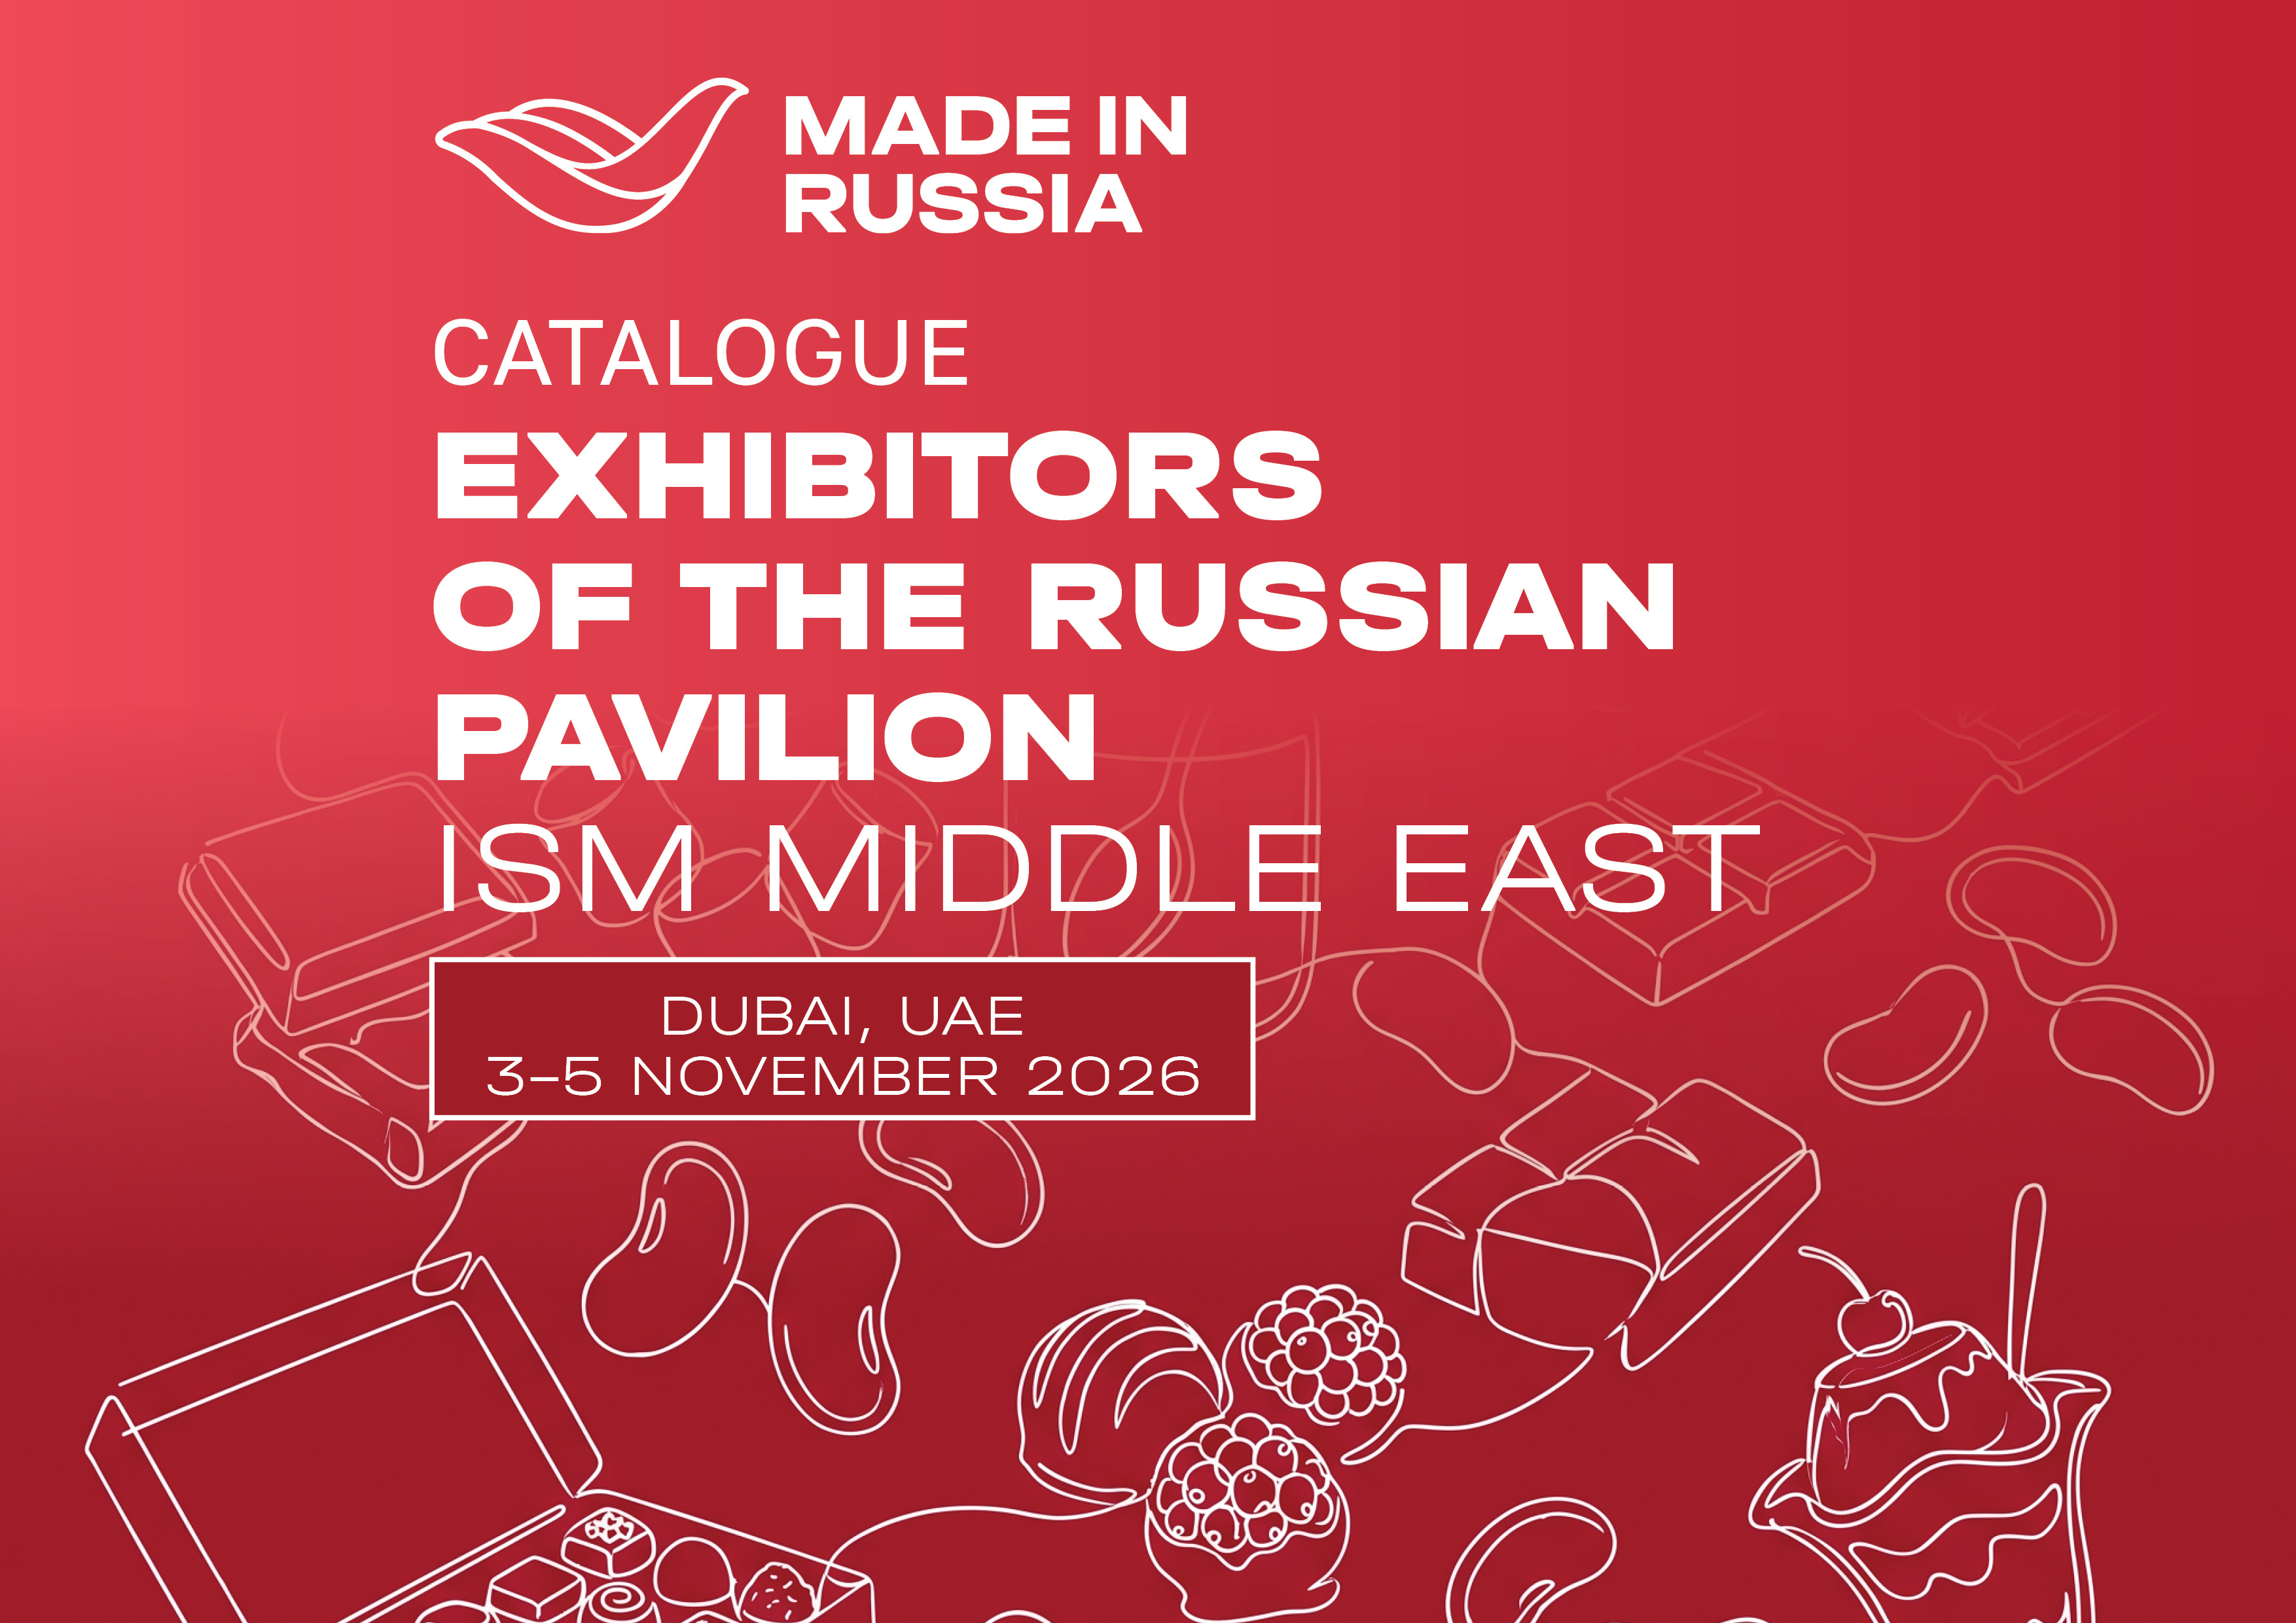 MADE IN
RUSSIA
CATALOGUE
EXHIBITORS
OF THE RUSSIAN
PAVILION
ISM MIDDLE EAST
DUBAI, UAE
3–5 NOVEMBER 2026